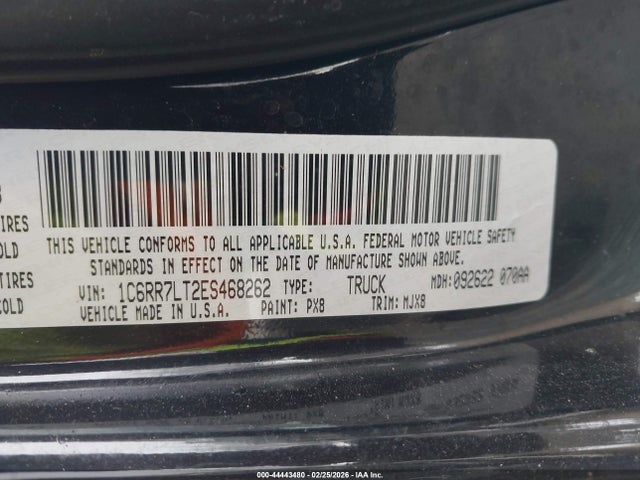 IRES
OLD
IRES
COLD
THIS VEHICLE CONFORMS TO ALL APPLICABLE U.S.A. FEDERAL MOTOR VEHICLE SAFETY
STANDARDS IN EFFECT ON THE DATE OF MANUFACTURE SHOWN ABOVE.
VIN: 1C6RR7LT2ES468262 TYPE: TRUCK MDH: 092622 070AA
VEHICLE MADE IN U.S.A. PAINT: PX8 TRIM: MJX8
000-44443480 - 02/25/2026 - IAA Inc.